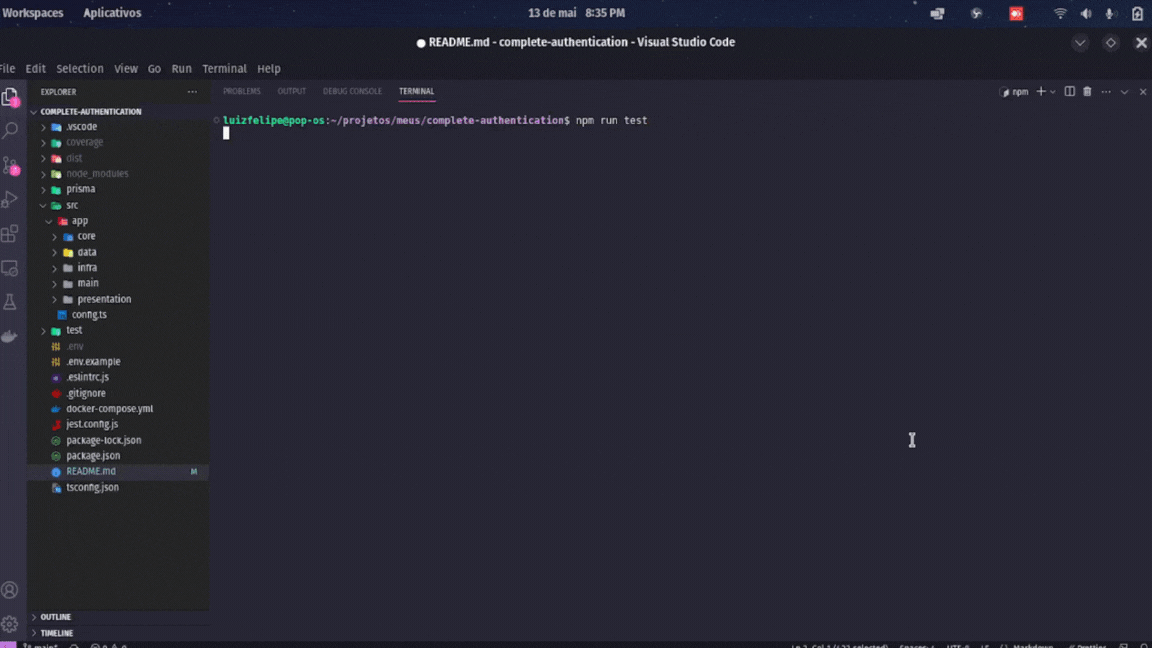 Workspaces Aplicativos 13 de mai 8:35 PM
README.md - complete-authentication - Visual Studio Code
File Edit Selection View Go Run Terminal Help
EXPLORER
PROBLEMS OUTPUT DEBUG CONSOLE TERMINAL npm
COMPLETE-AUTHENTICATION
luizfelipe@pop-os:~/projetos/meus/complete-authentication$ npm run test
.vscode
coverage
dist
node_modules
prisma
src
app
core
data
infra
main
presentation
config.ts
test
.env
.env.example
.eslintrc.js
.gitignore
docker-compose.yml
jest.config.js
package-lock.json
package.json
README.md M
tsconfig.json
OUTLINE
TIMELINE
main* Markdown Prettier